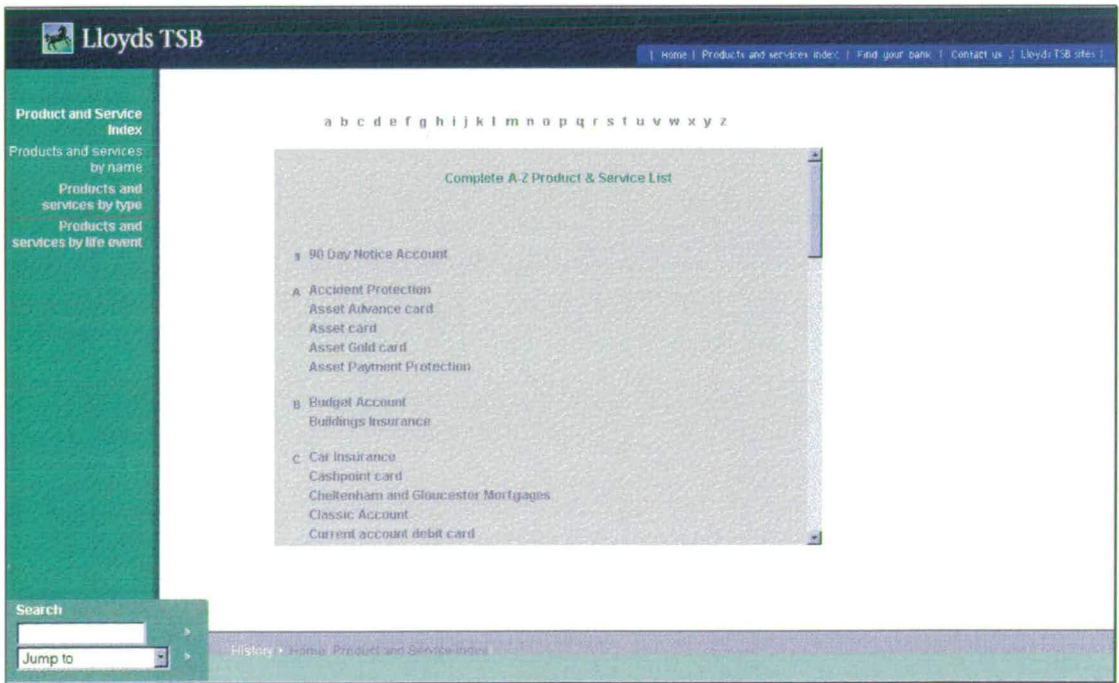 Lloyds TSB
| Home | Products and services index | Find your bank | Contact us | Lloyds TSB sites |
Product and Service
Index
Products and services
by name
Products and
services by type
Products and
services by life event
a b c d e f g h i j k l m n o p q r s t u v w x y z
Complete A-Z Product & Service List
9 90 Day Notice Account
A Accident Protection
Asset Advance card
Asset card
Asset Gold card
Asset Payment Protection
B Budget Account
Buildings Insurance
C Car Insurance
Cashpoint card
Cheltenham and Gloucester Mortgages
Classic Account
Current account debit card
Search
Jump to
History Home Product and Service Index